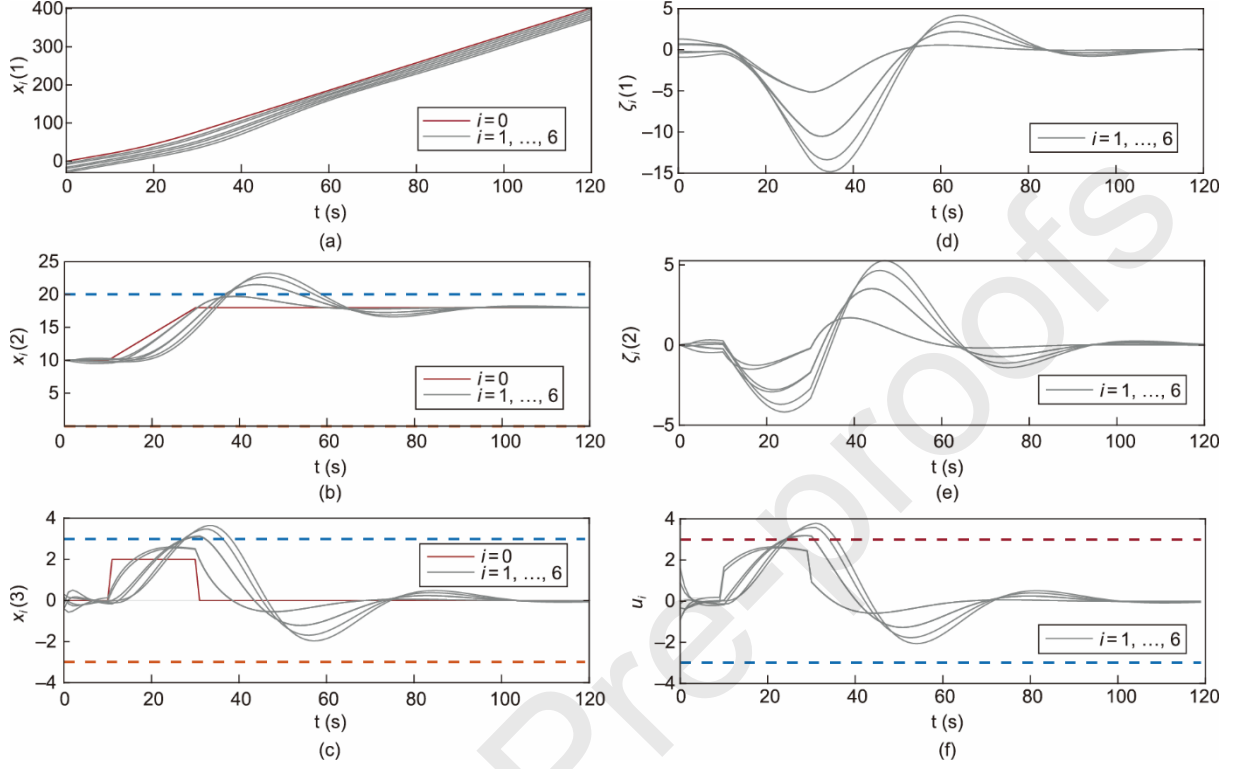 400
300
200
100
0
x_i(1)
i = 0
i = 1, …, 6
0 20 40 60 80 100 120
t (s)
(a)
5
0
−5
−10
−15
ζ_i(1)
i = 1, …, 6
0 20 40 60 80 100 120
t (s)
(d)
25
20
15
10
5
x_i(2)
i = 0
i = 1, …, 6
0 20 40 60 80 100 120
t (s)
(b)
5
0
−5
ζ_i(2)
i = 1, …, 6
0 20 40 60 80 100 120
t (s)
(e)
4
2
0
−2
−4
x_i(3)
i = 0
i = 1, …, 6
0 20 40 60 80 100 120
t (s)
(c)
4
2
0
−2
−4
u_i
i = 1, …, 6
0 20 40 60 80 100 120
t (s)
(f)
Pre-proofs